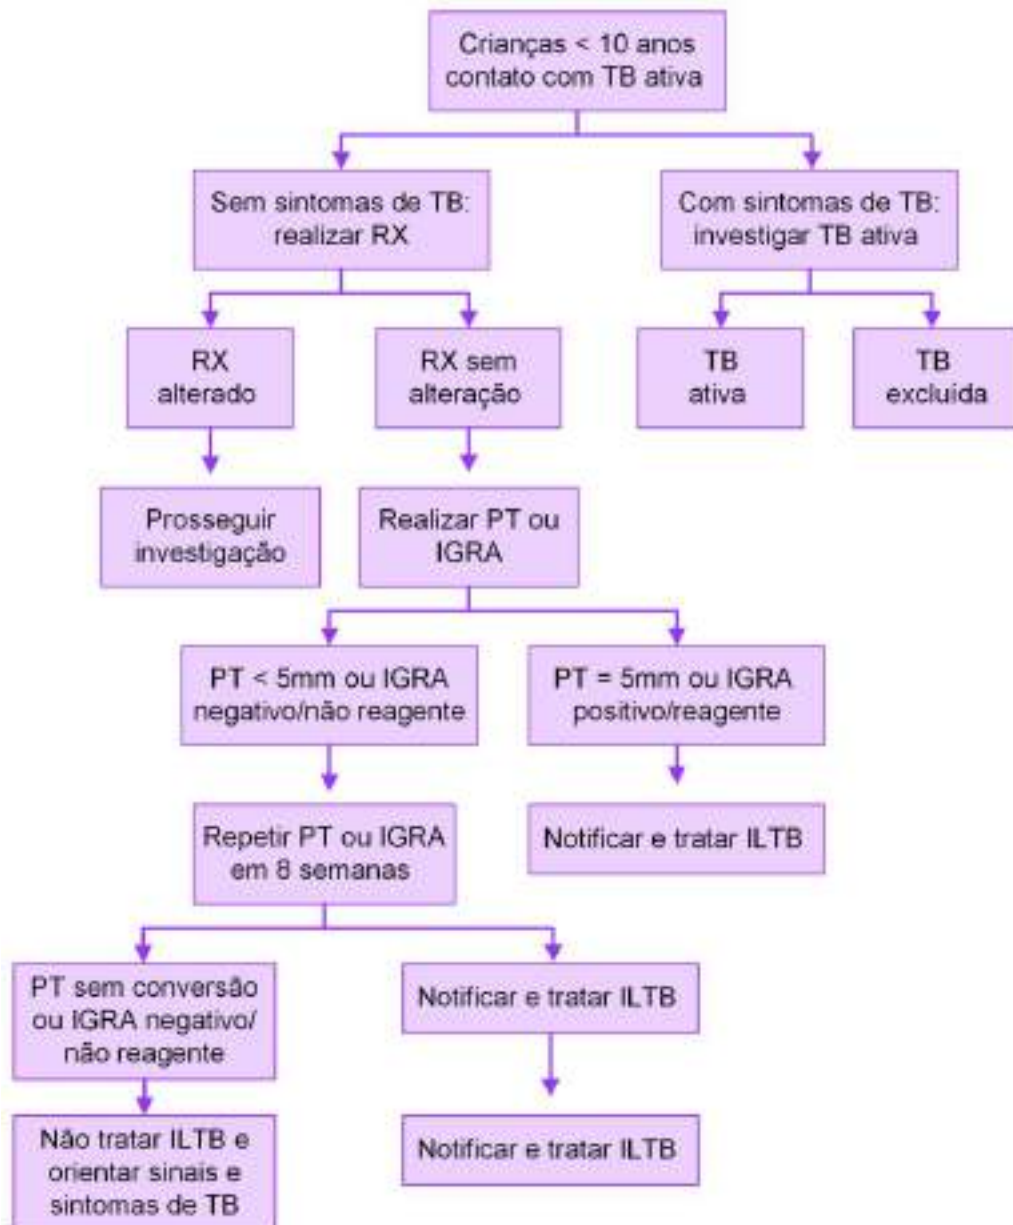 Crianças < 10 anos
contato com TB ativa
Sem sintomas de TB:
realizar RX
Com sintomas de TB:
investigar TB ativa
RX
alterado
RX sem
alteração
TB
ativa
TB
excluída
Prosseguir
investigação
Realizar PT ou
IGRA
PT < 5mm ou IGRA
negativo/não reagente
PT = 5mm ou IGRA
positivo/reagente
Repetir PT ou IGRA
em 8 semanas
Notificar e tratar ILTB
PT sem conversão
ou IGRA negativo/
não reagente
Notificar e tratar ILTB
Não tratar ILTB e
orientar sinais e
sintomas de TB
Notificar e tratar ILTB